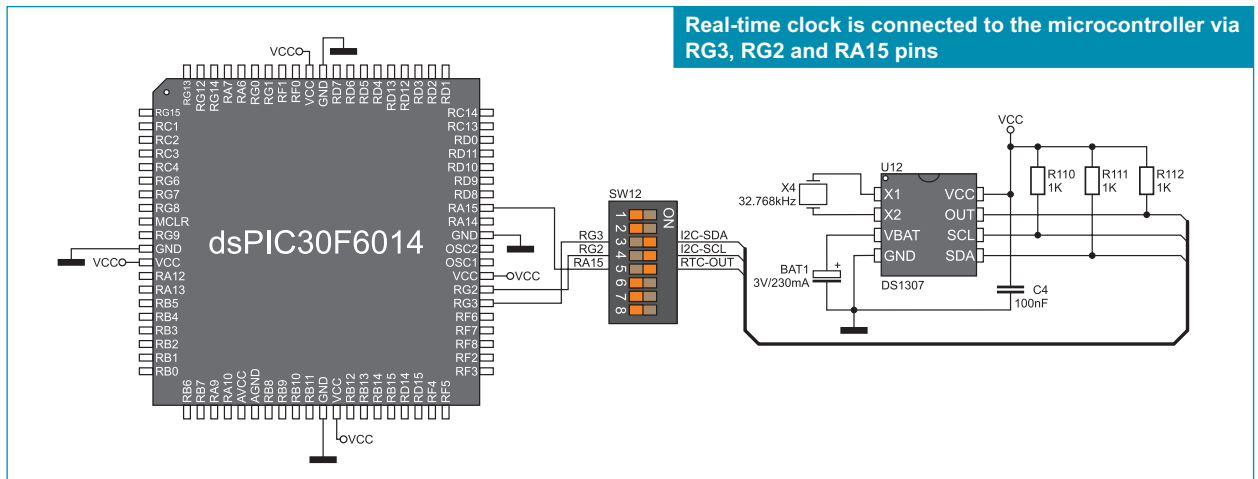 Real-time clock is connected to the microcontroller via
RG3, RG2 and RA15 pins
VCC
RG13
RG12
RG14
RA7
RA6
RG0
RG1
RF1
RF0
VCC
GND
RD7
RD6
RD5
RD4
RD13
RD12
RD3
RD2
RD1
RG15
RC1
RC2
RC3
RC4
RG6
RG7
RG8
MCLR
RG9
GND
VCC
VCC
RA12
RA13
RB5
RB4
RB3
RB2
RB1
RB0
dsPIC30F6014
RC14
RC13
RD0
RD11
RD10
RD9
RD8
RA15
RA14
GND
OSC2
OSC1
VCC
VCC
RG2
RG3
RF6
RF7
RF8
RF2
RF3
RB6
RB7
RA9
RA10
AVCC
AGND
RB8
RB9
RB10
RB11
GND
VCC
RB12
RB13
RB14
RB15
RD14
RD15
RF4
RF5
VCC
SW12
ON
1
2
3
4
5
6
7
8
RG3
RG2
RA15
I2C-SDA
I2C-SCL
RTC-OUT
X4
32.768kHz
BAT1
3V/230mA
+
U12
X1
X2
VBAT
GND
VCC
OUT
SCL
SDA
DS1307
VCC
R110
1K
R111
1K
R112
1K
C4
100nF